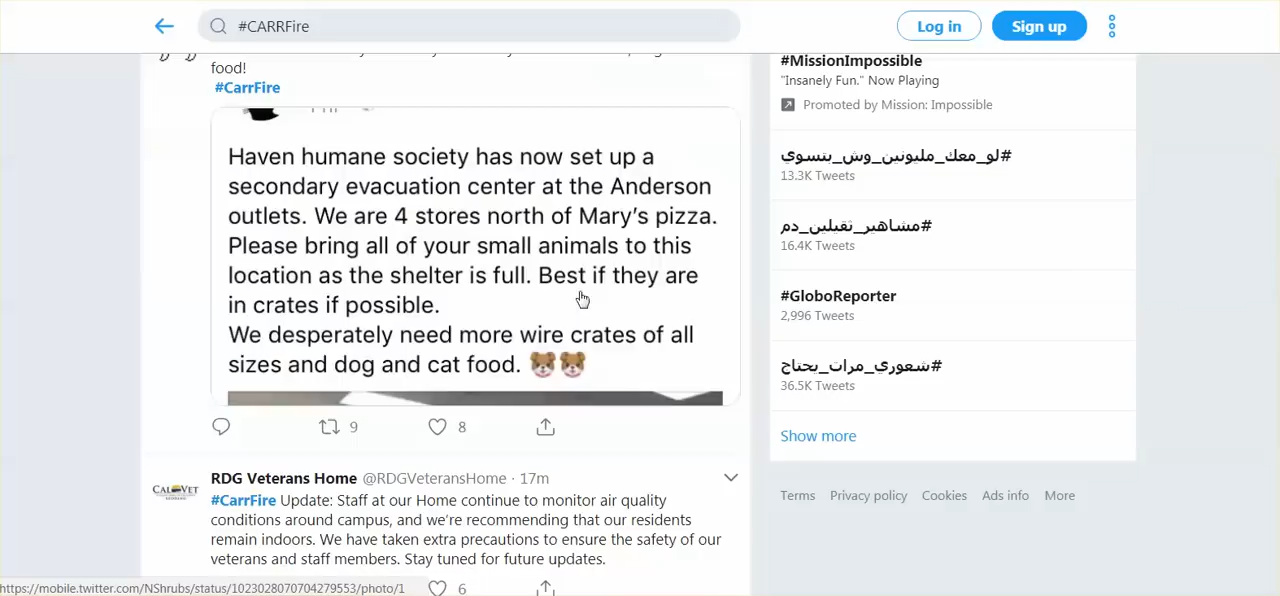 #CARRFire
Log in
Sign up
food!
#CarrFire
Haven humane society has now set up a
secondary evacuation center at the Anderson
outlets. We are 4 stores north of Mary's pizza.
Please bring all of your small animals to this
location as the shelter is full. Best if they are
in crates if possible.
We desperately need more wire crates of all
sizes and dog and cat food. 🐻🐻
9
8
CALVET
RDG Veterans Home @RDGVeteransHome · 17m
#CarrFire Update: Staff at our Home continue to monitor air quality
conditions around campus, and we're recommending that our residents
remain indoors. We have taken extra precautions to ensure the safety of our
veterans and staff members. Stay tuned for future updates.
6
https://mobile.twitter.com/NShrubs/status/1023028070704279553/photo/1
#MissionImpossible
"Insanely Fun." Now Playing
Promoted by Mission: Impossible
#لو_معك_مليونين_وش_بتسوي
13.3K Tweets
#مشاهير_ثقيلين_دم
16.4K Tweets
#GloboReporter
2,996 Tweets
#شعوري_مرات_يحتاج
36.5K Tweets
Show more
Terms Privacy policy Cookies Ads info More